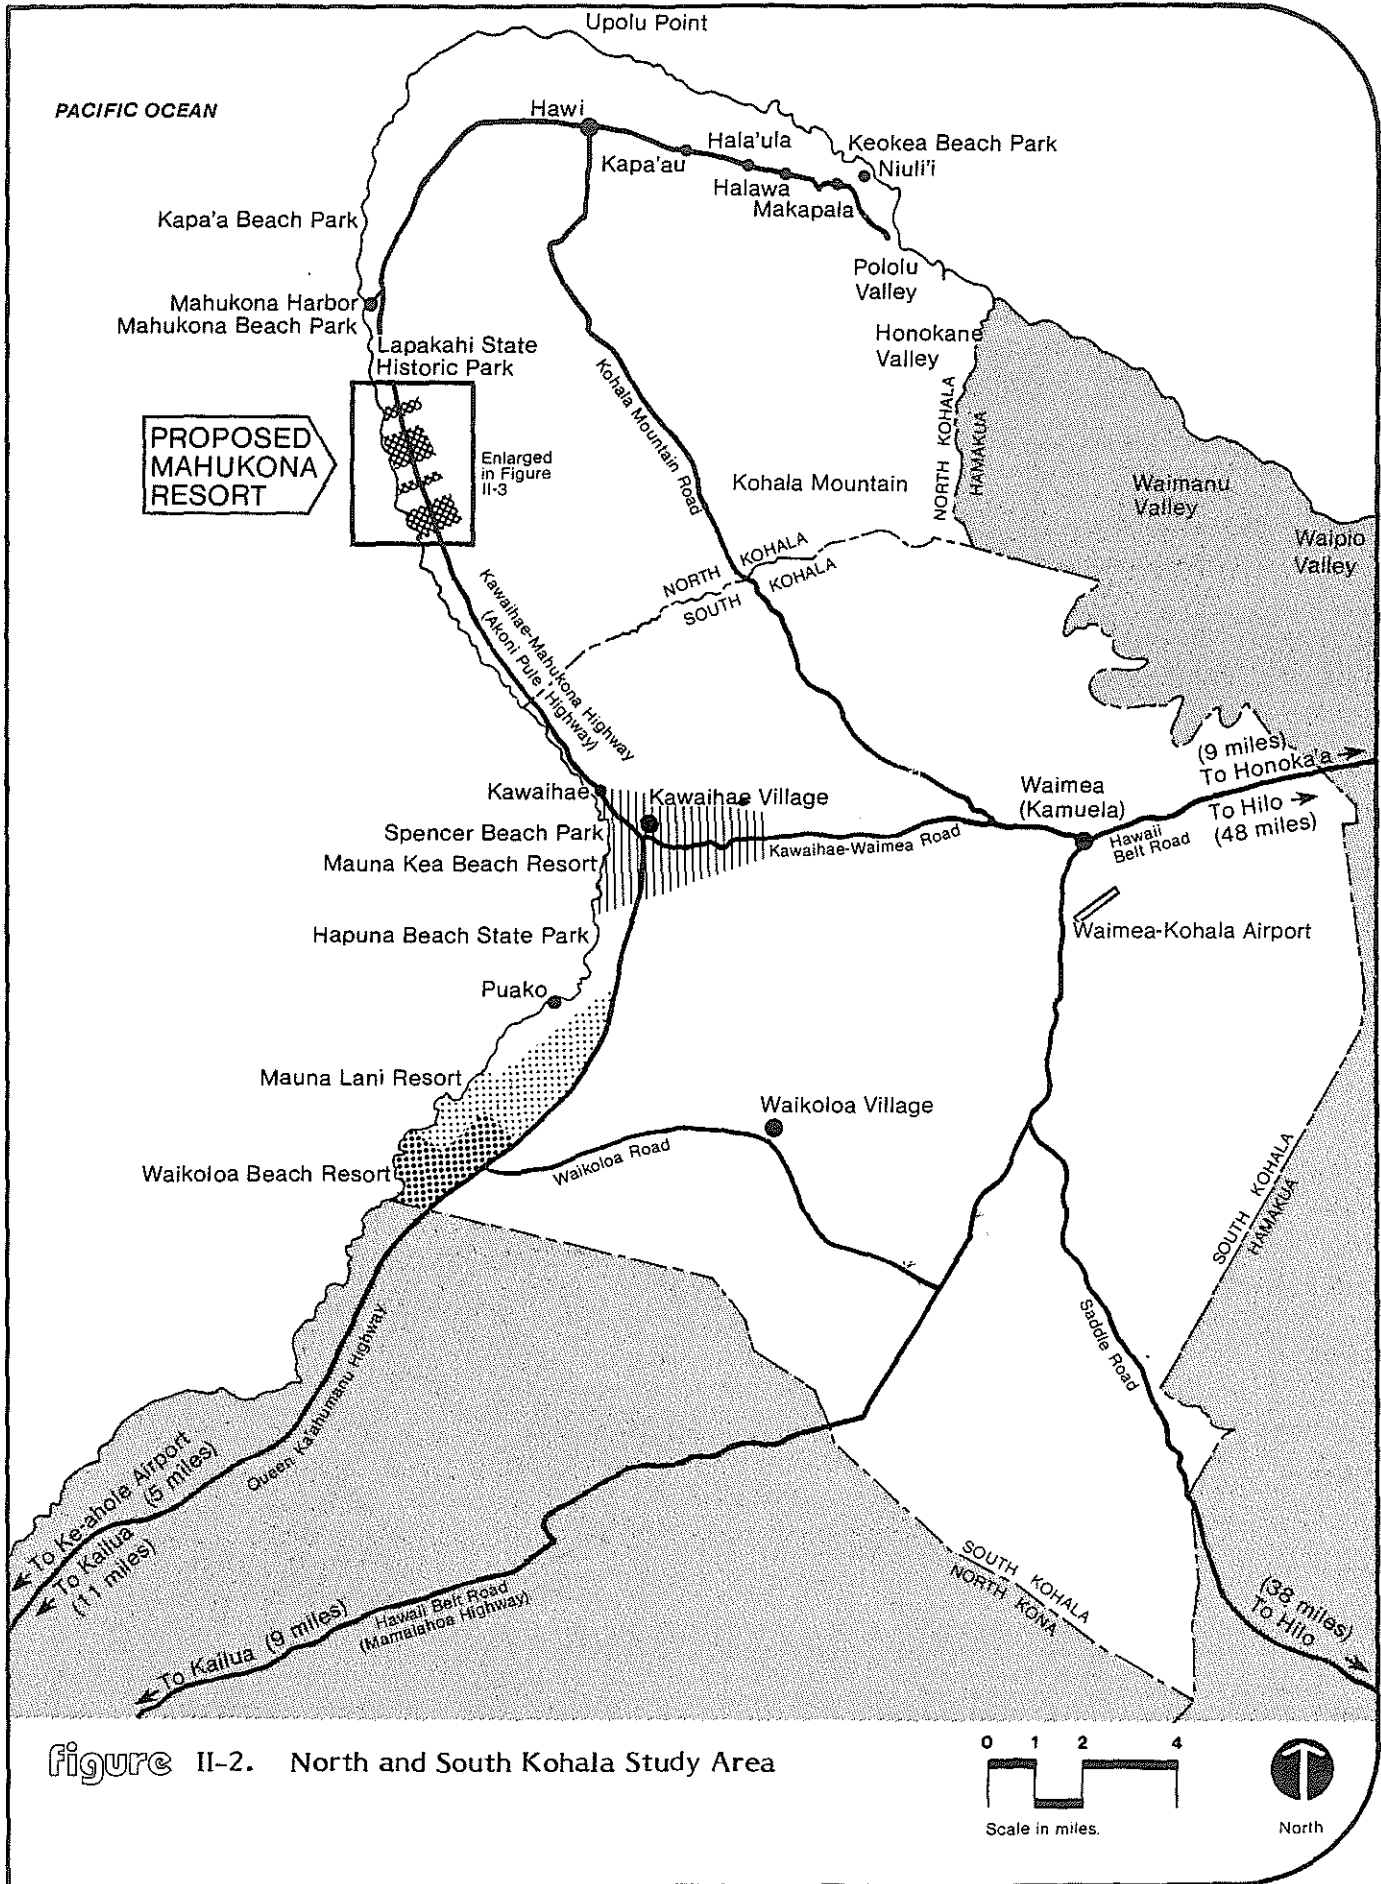 Upolu Point
PACIFIC OCEAN
Hawi
Hala'ula
Keokea Beach Park
Kapa'au
Niuli'i
Halawa
Makapala
Kapa'a Beach Park
Pololu
Valley
Mahukona Harbor
Mahukona Beach Park
Honokane
Valley
Lapakahi State
Historic Park
Kohala Mountain Road
NORTH KOHALA
HAMAKUA
PROPOSED
MAHUKONA
RESORT
Enlarged
in Figure
II-3
Kohala Mountain
Waimanu
Valley
Waipio
Valley
NORTH KOHALA
SOUTH KOHALA
Kawaihae-Mahukona Highway
(Akoni Pule Highway)
(9 miles)
To Honoka'a
Kawaihae
Kawaihae Village
Waimea
(Kamuela)
To Hilo
(48 miles)
Spencer Beach Park
Kawaihae-Waimea Road
Hawaii
Belt Road
Mauna Kea Beach Resort
Hapuna Beach State Park
Waimea-Kohala Airport
Puako
Mauna Lani Resort
Waikoloa Village
Waikoloa Beach Resort
Waikoloa Road
SOUTH KOHALA
HAMAKUA
Saddle Road
Queen Ka'ahumanu Highway
To Ke-ahole Airport
(5 miles)
To Kailua
(11 miles)
SOUTH KOHALA
NORTH KONA
(38 miles)
To Hilo
Hawaii Belt Road
(Mamalahoa Highway)
To Kailua (9 miles)
figure II-2. North and South Kohala Study Area
0 1 2 4
Scale in miles.
North